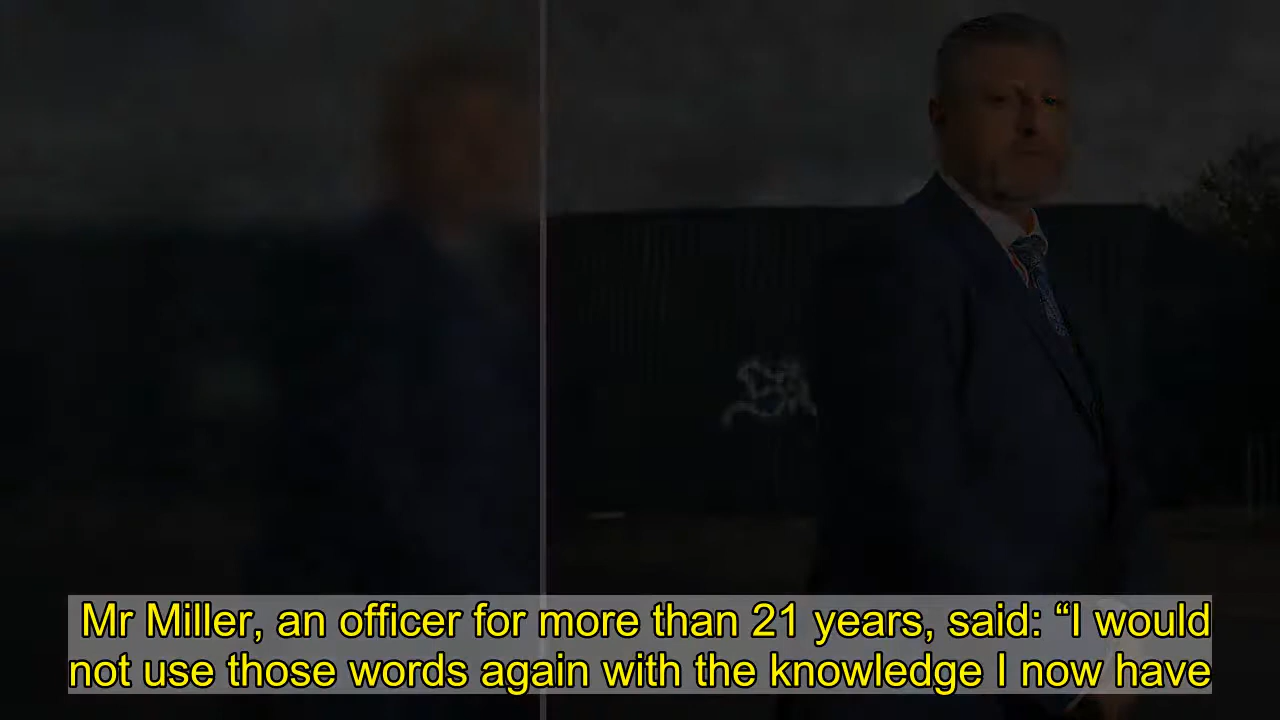 Mr Miller, an officer for more than 21 years, said: “I would
not use those words again with the knowledge I now have